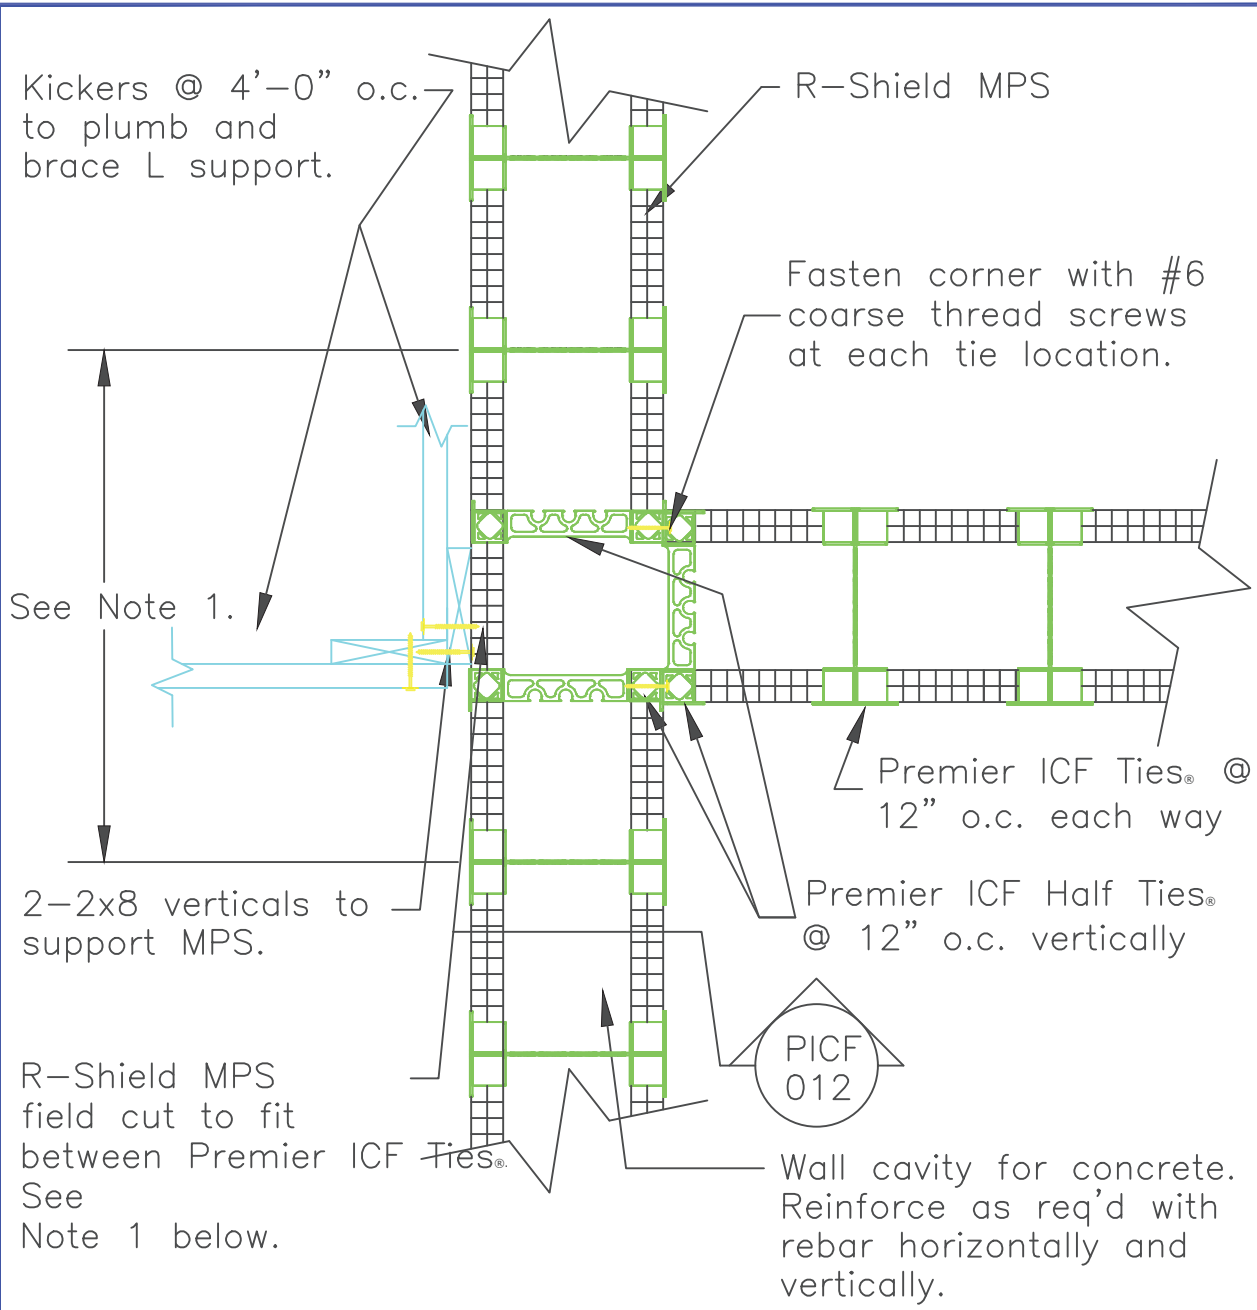 Kickers @ 4'-0" o.c.
to plumb and
brace L support.
R-Shield MPS
Fasten corner with #6
coarse thread screws
at each tie location.
See Note 1.
Premier ICF Ties® @
12" o.c. each way
2-2x8 verticals to
support MPS.
Premier ICF Half Ties®
@ 12" o.c. vertically
PICF
012
R-Shield MPS
field cut to fit
between Premier ICF Ties®.
See
Note 1 below.
Wall cavity for concrete.
Reinforce as req'd with
rebar horizontally and
vertically.